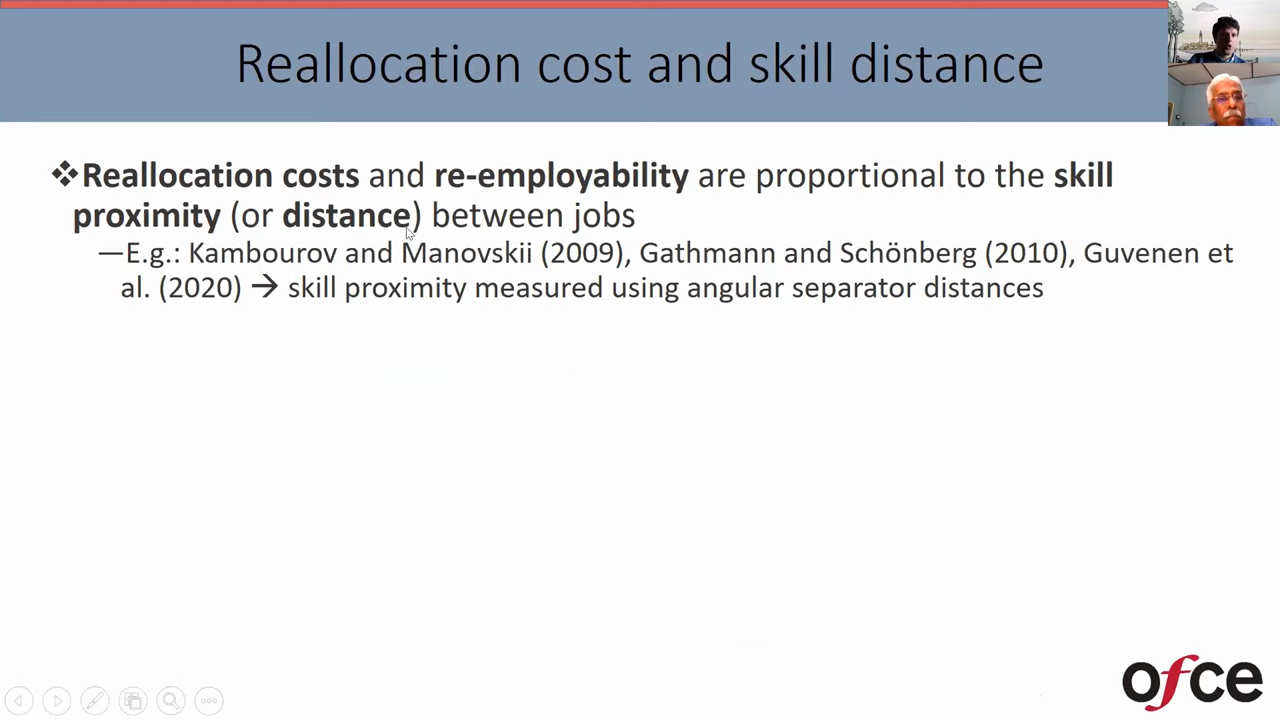 Reallocation cost and skill distance
❖Reallocation costs and re-employability are proportional to the skill
proximity (or distance) between jobs
—E.g.: Kambourov and Manovskii (2009), Gathmann and Schönberg (2010), Guvenen et
al. (2020) → skill proximity measured using angular separator distances
ofce